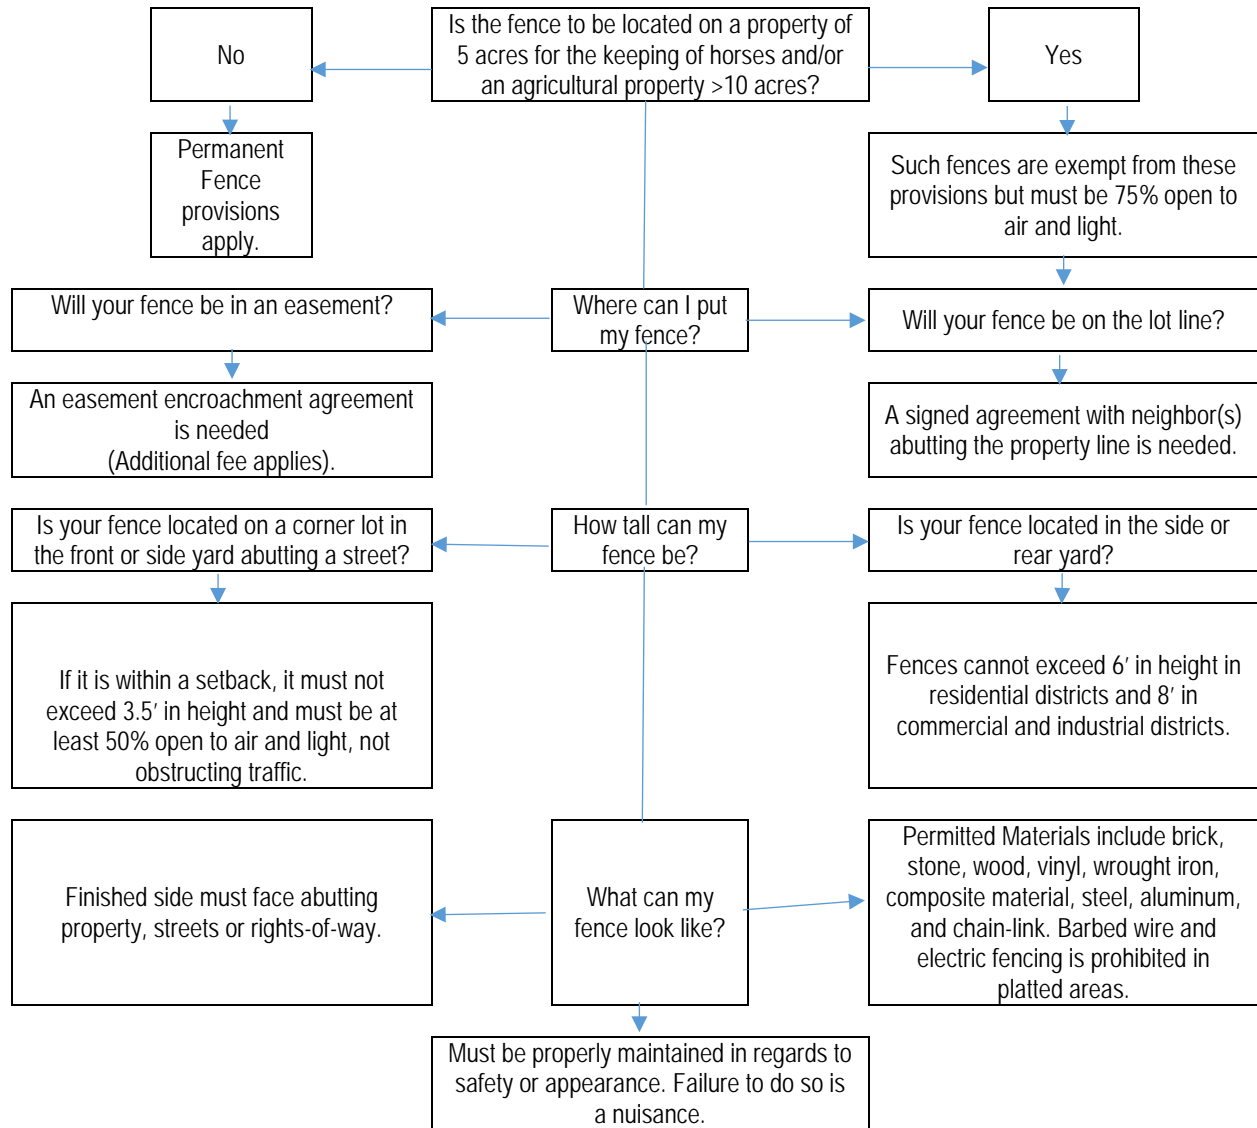 No
Is the fence to be located on a property of
5 acres for the keeping of horses and/or
an agricultural property >10 acres?
Yes
Permanent
Fence
provisions
apply.
Such fences are exempt from these
provisions but must be 75% open to
air and light.
Will your fence be in an easement?
Where can I put
my fence?
Will your fence be on the lot line?
An easement encroachment agreement
is needed
(Additional fee applies).
A signed agreement with neighbor(s)
abutting the property line is needed.
Is your fence located on a corner lot in
the front or side yard abutting a street?
How tall can my
fence be?
Is your fence located in the side or
rear yard?
If it is within a setback, it must not
exceed 3.5’ in height and must be at
least 50% open to air and light, not
obstructing traffic.
Fences cannot exceed 6’ in height in
residential districts and 8’ in
commercial and industrial districts.
Finished side must face abutting
property, streets or rights-of-way.
What can my
fence look like?
Permitted Materials include brick,
stone, wood, vinyl, wrought iron,
composite material, steel, aluminum,
and chain-link. Barbed wire and
electric fencing is prohibited in
platted areas.
Must be properly maintained in regards to
safety or appearance. Failure to do so is
a nuisance.